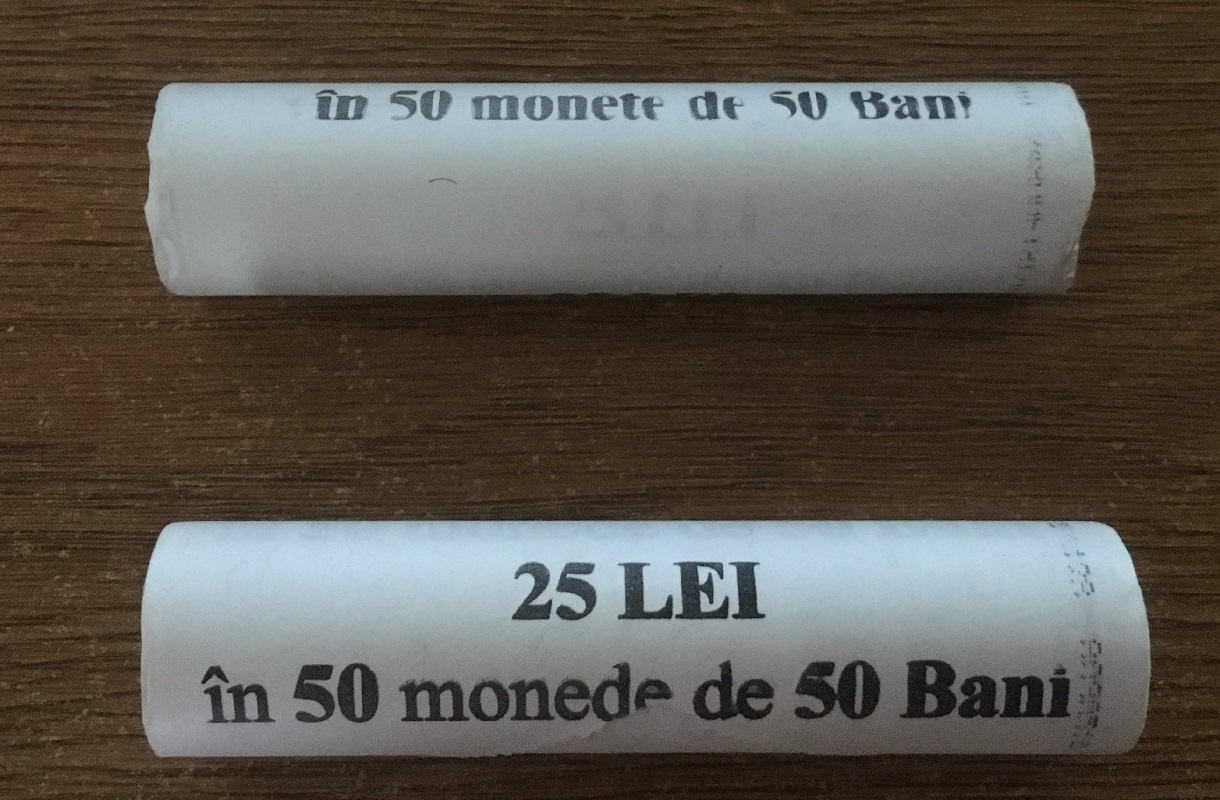 în 50 monete de 50 Bani
25 LEI
în 50 monede de 50 Bani